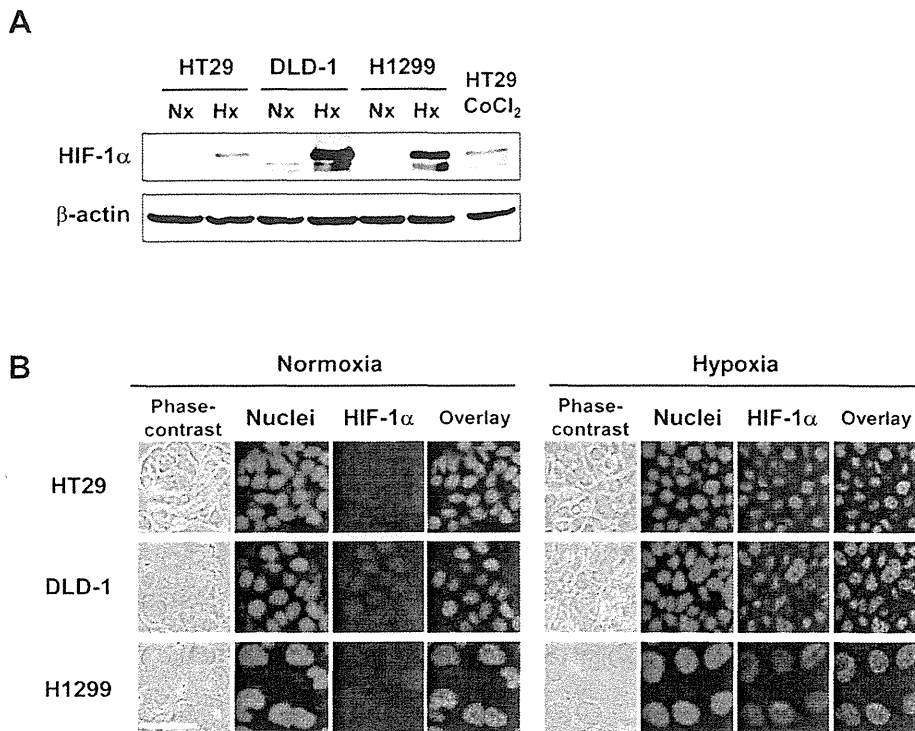 A
HT29 DLD-1 H1299 HT29
CoCl₂
Nx Hx Nx Hx Nx Hx
HIF-1α
β-actin
B
Normoxia Hypoxia
Phase-contrast Nuclei HIF-1α Overlay Phase-contrast Nuclei HIF-1α Overlay
HT29
DLD-1
H1299